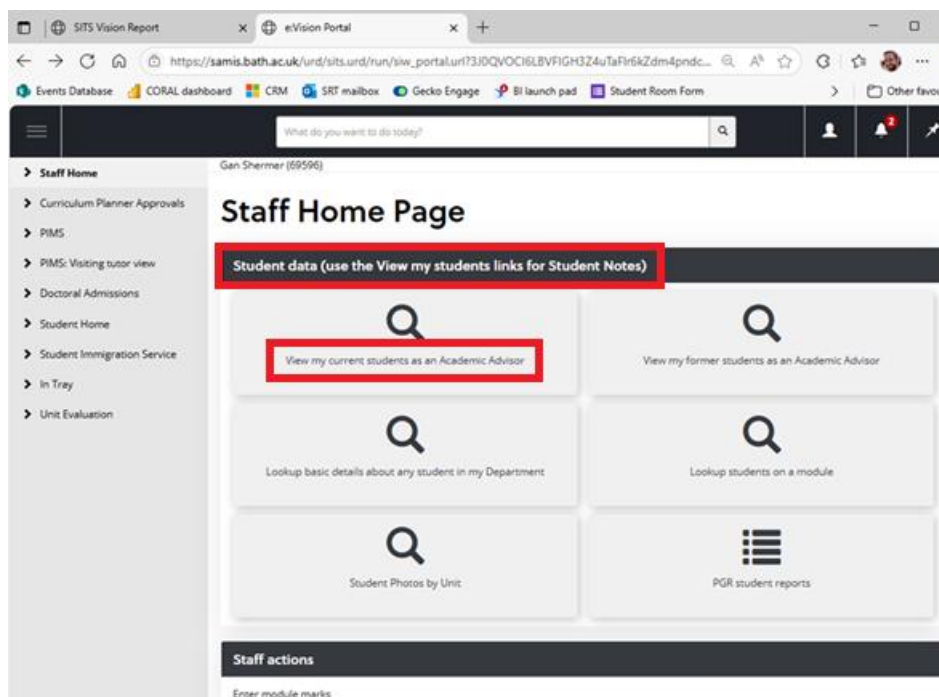 SITS Vision Report
e:Vision Portal
https://samis.bath.ac.uk/urd/sits.urd/run/siw_portal.url?
Events Database
CORAL dashboard
CRM
SRT mailbox
Gecko Engage
BI launch pad
Student Room Form
Other favou
What do you want to do today?
2
Staff Home
Curriculum Planner Approvals
PIMS
PIMS: Visiting tutor view
Doctoral Admissions
Student Home
Student Immigration Service
In Tray
Unit Evaluation
Gan Shermer (69596)
Staff Home Page
Student data (use the View my students links for Student Notes)
View my current students as an Academic Advisor
View my former students as an Academic Advisor
Lookup basic details about any student in my Department
Lookup students on a module
Student Photos by Unit
PGR student reports
Staff actions
Enter module marks